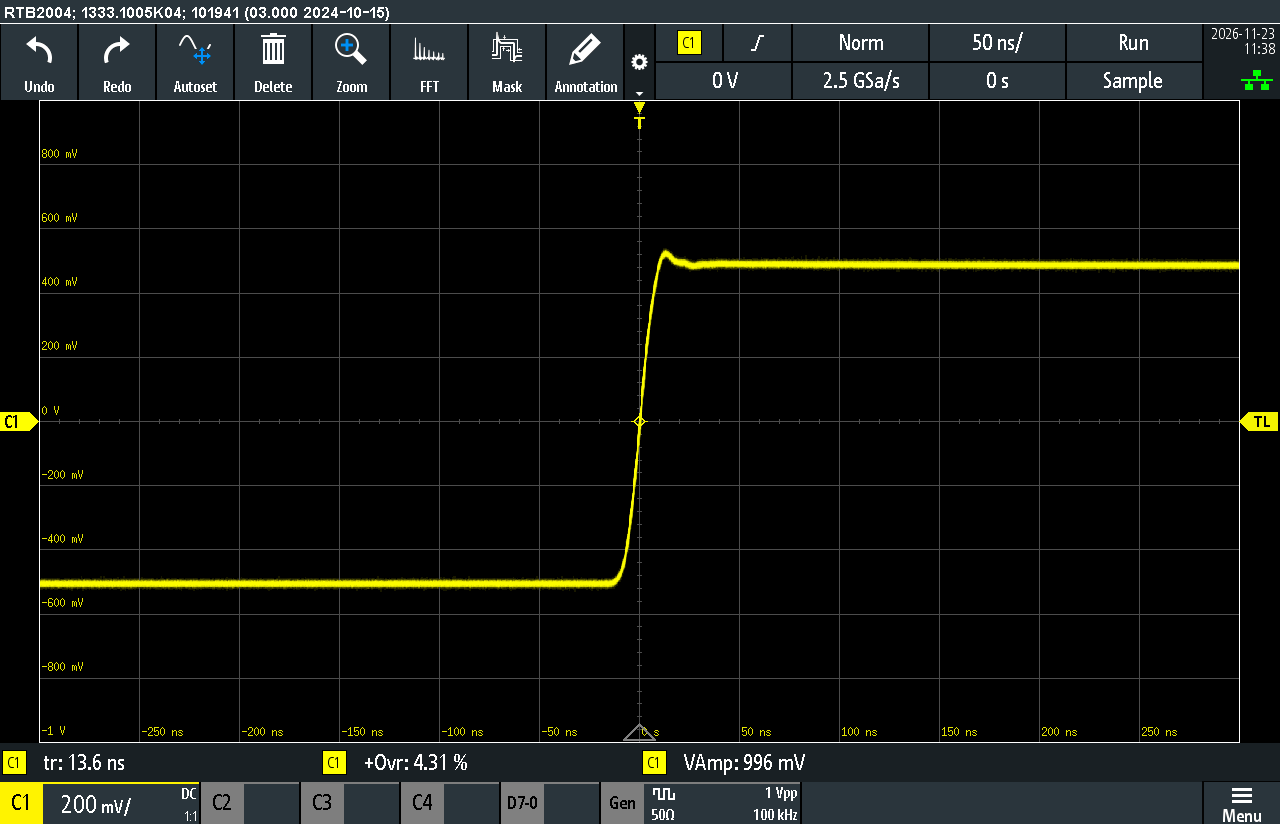 RTB2004; 1333.1005K04; 101941 (03.000 2024-10-15)
Undo
Redo
Autoset
Delete
Zoom
FFT
Mask
Annotation
C1
Norm
50 ns/
Run
0 V
2.5 GSa/s
0 s
Sample
2026-11-23
11:38
T
800 mV
600 mV
400 mV
200 mV
C1
0 V
TL
-200 mV
-400 mV
-600 mV
-800 mV
-1 V
-250 ns
-200 ns
-150 ns
-100 ns
-50 ns
0 s
50 ns
100 ns
150 ns
200 ns
250 ns
C1 tr: 13.6 ns
C1 +Ovr: 4.31 %
C1 VAmp: 996 mV
C1
200 mV/
DC
1:1
C2
C3
C4
D7-0
Gen
50Ω
1 Vpp
100 kHz
Menu